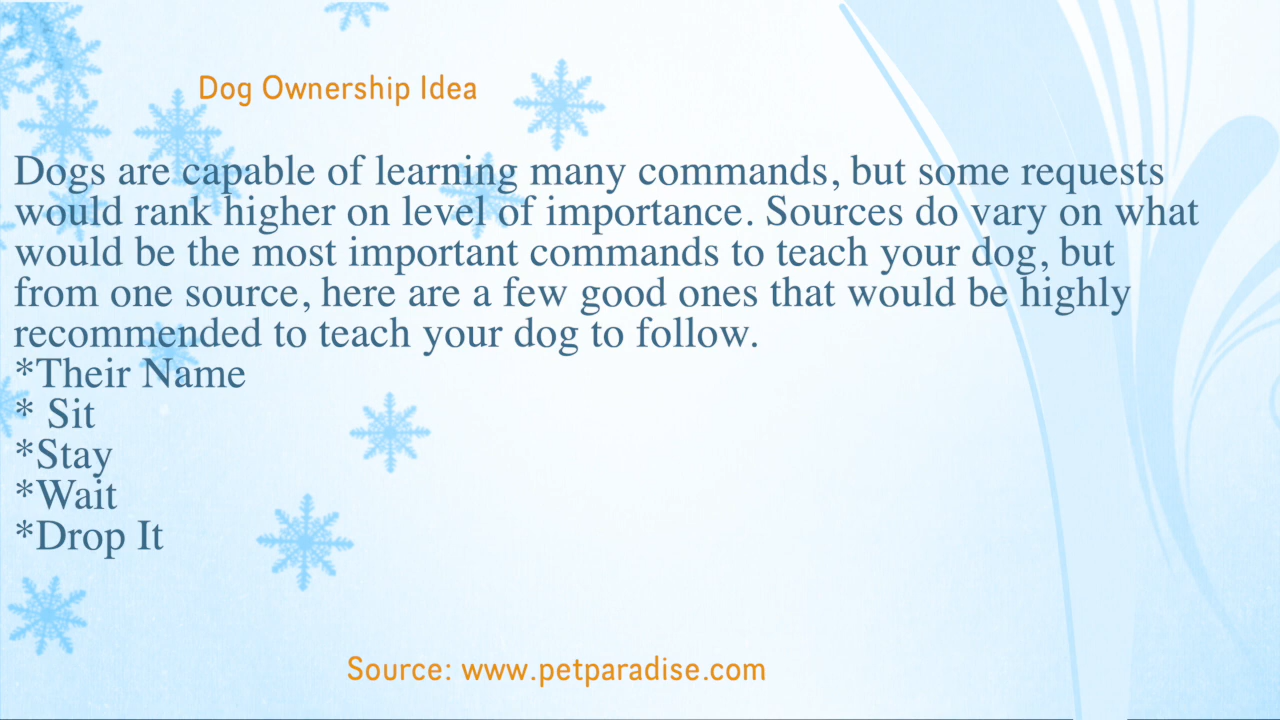 Dog Ownership Idea
Dogs are capable of learning many commands, but some requests
would rank higher on level of importance. Sources do vary on what
would be the most important commands to teach your dog, but
from one source, here are a few good ones that would be highly
recommended to teach your dog to follow.
*Their Name
* Sit
*Stay
*Wait
*Drop It
Source: www.petparadise.com